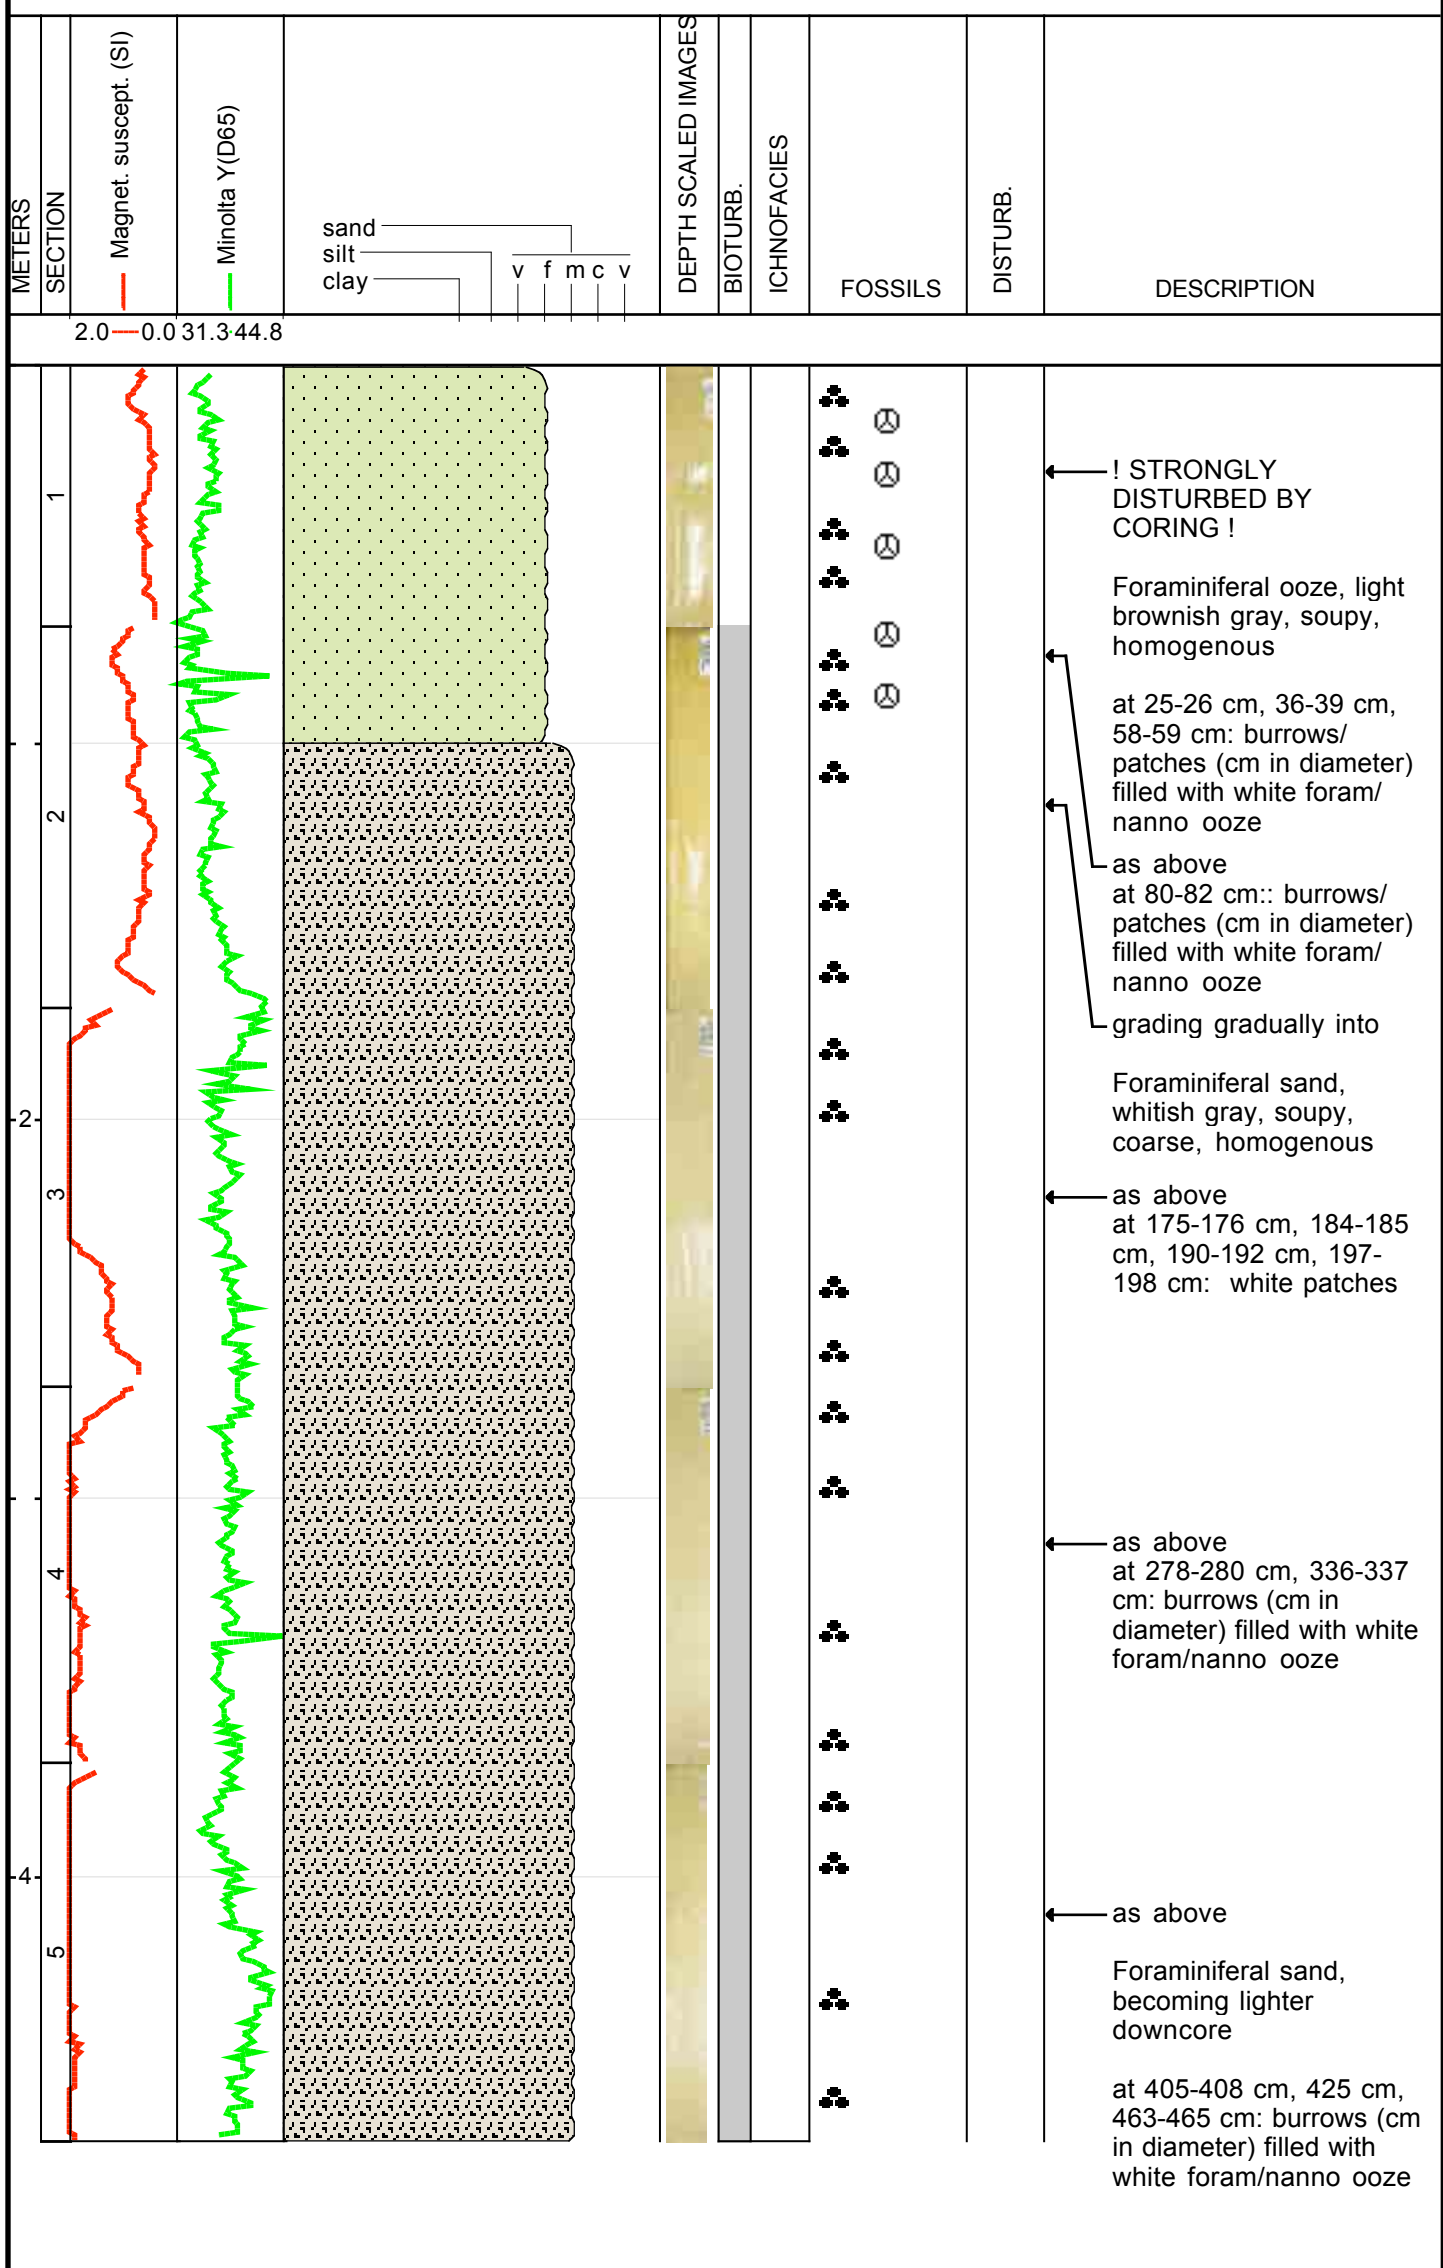 METERS
SECTION
Magnet. suscept. (SI)
Minolta Y(D65)
sand
silt
clay
v f m c v
DEPTH SCALED IMAGES
BIOTURB.
ICHNOFACIES
FOSSILS
DISTURB.
DESCRIPTION
2.0 0.0 31.3 44.8
1
2
3
4
5
2
4
! STRONGLY
DISTURBED BY
CORING !
Foraminiferal ooze, light
brownish gray, soupy,
homogenous
at 25-26 cm, 36-39 cm,
58-59 cm: burrows/
patches (cm in diameter)
filled with white foram/
nanno ooze
as above
at 80-82 cm:: burrows/
patches (cm in diameter)
filled with white foram/
nanno ooze
grading gradually into
Foraminiferal sand,
whitish gray, soupy,
coarse, homogenous
as above
at 175-176 cm, 184-185
cm, 190-192 cm, 197-
198 cm: white patches
as above
at 278-280 cm, 336-337
cm: burrows (cm in
diameter) filled with white
foram/nanno ooze
as above
Foraminiferal sand,
becoming lighter
downcore
at 405-408 cm, 425 cm,
463-465 cm: burrows (cm
in diameter) filled with
white foram/nanno ooze